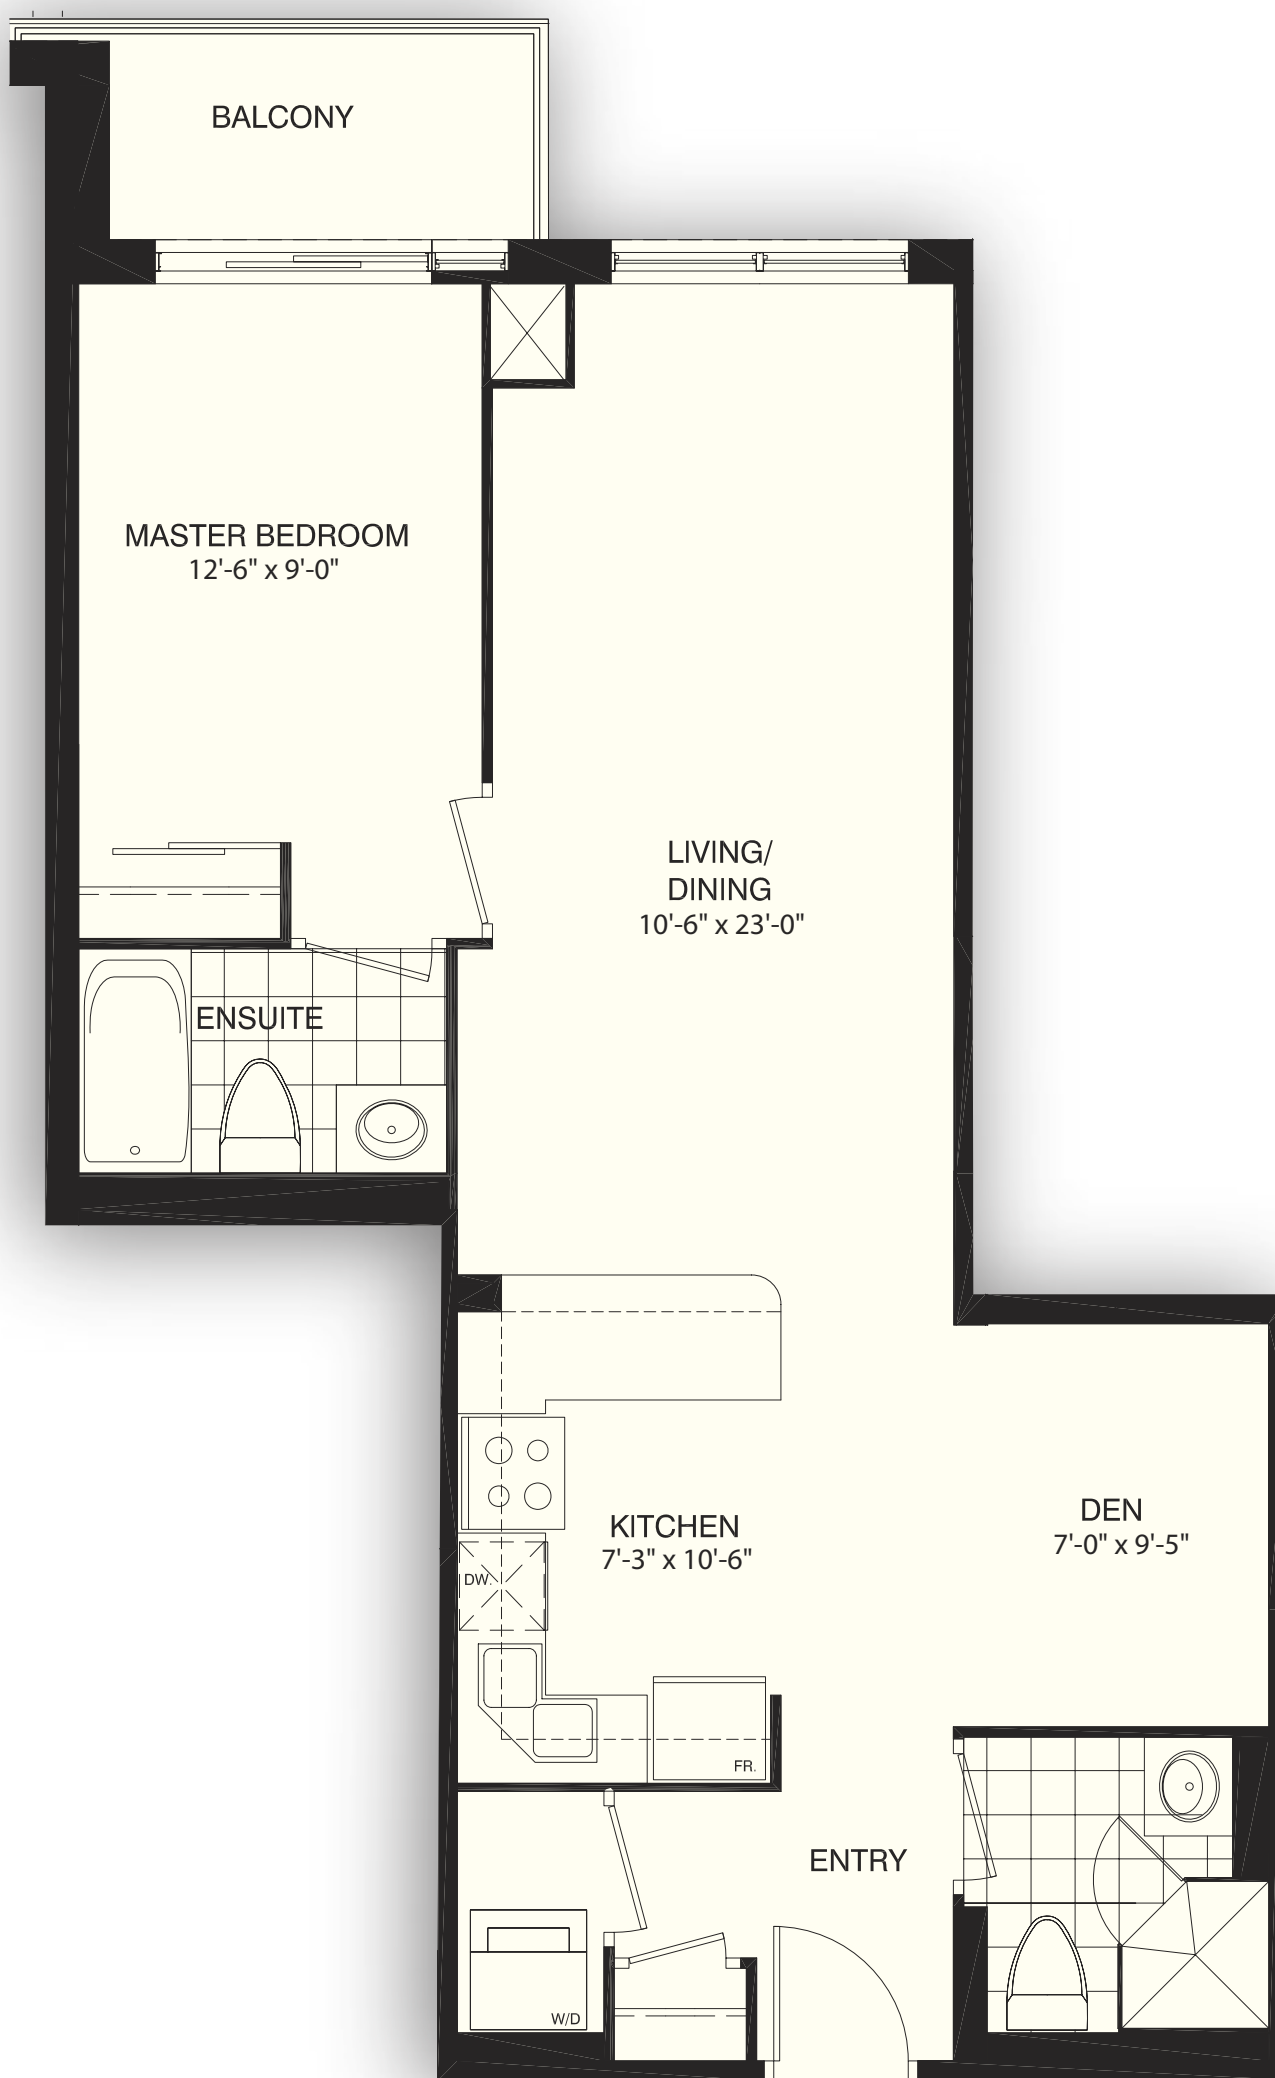 BALCONY
MASTER BEDROOM
12'-6" x 9'-0"
LIVING/
DINING
10'-6" x 23'-0"
ENSUITE
KITCHEN
7'-3" x 10'-6"
DEN
7'-0" x 9'-5"
DW.
FR.
ENTRY
W/D